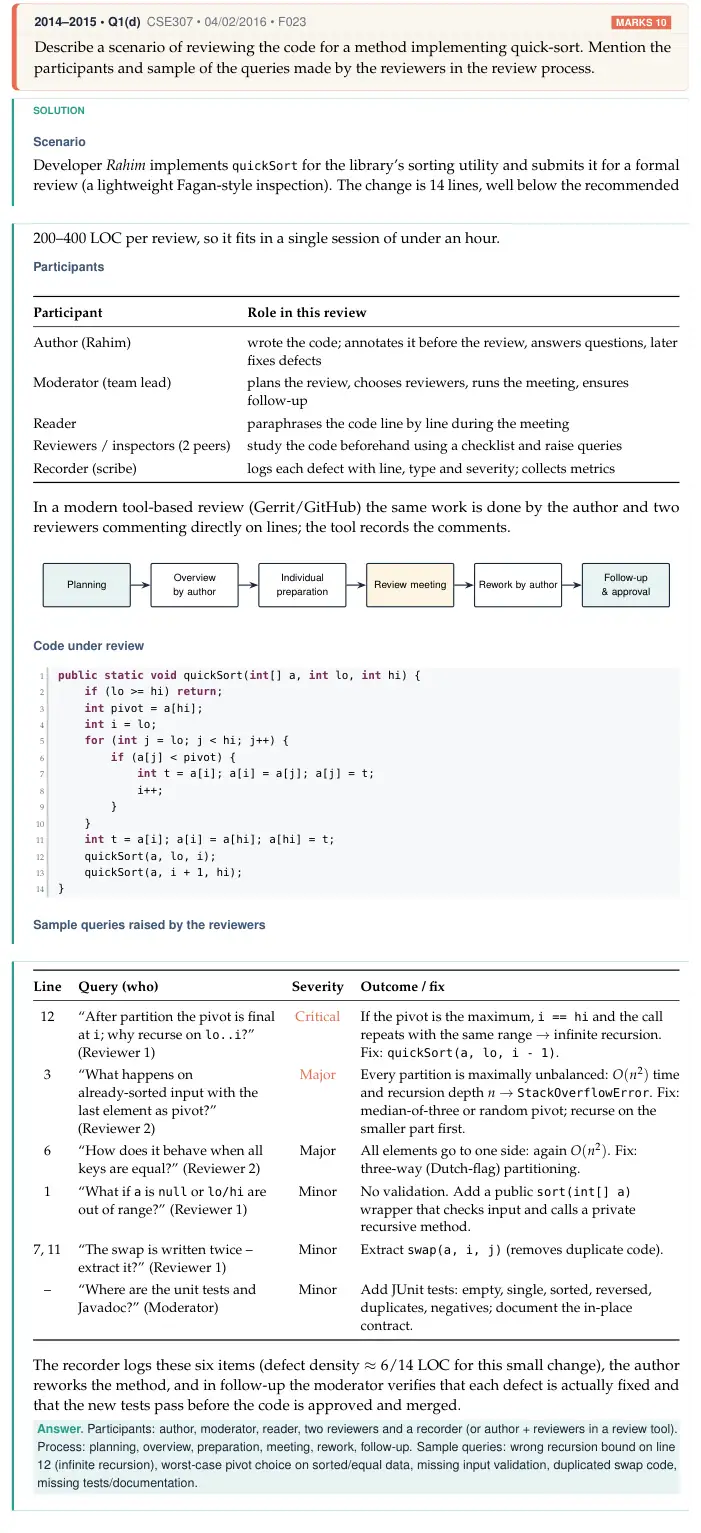 2014–2015 • Q1(d) CSE307 • 04/02/2016 • F023 MARKS 10
Describe a scenario of reviewing the code for a method implementing quick-sort. Mention the
participants and sample of the queries made by the reviewers in the review process.
SOLUTION
Scenario
Developer Rahim implements quickSort for the library's sorting utility and submits it for a formal
review (a lightweight Fagan-style inspection). The change is 14 lines, well below the recommended
200–400 LOC per review, so it fits in a single session of under an hour.
Participants
Participant Role in this review
Author (Rahim) wrote the code; annotates it before the review, answers questions, later
fixes defects
Moderator (team lead) plans the review, chooses reviewers, runs the meeting, ensures
follow-up
Reader paraphrases the code line by line during the meeting
Reviewers / inspectors (2 peers) study the code beforehand using a checklist and raise queries
Recorder (scribe) logs each defect with line, type and severity; collects metrics
In a modern tool-based review (Gerrit/GitHub) the same work is done by the author and two
reviewers commenting directly on lines; the tool records the comments.
Planning
Overview
by author
Individual
preparation
Review meeting
Rework by author
Follow-up
& approval
Code under review
1 public static void quickSort(int[] a, int lo, int hi) {
2 if (lo >= hi) return;
3 int pivot = a[hi];
4 int i = lo;
5 for (int j = lo; j < hi; j++) {
6 if (a[j] < pivot) {
7 int t = a[i]; a[i] = a[j]; a[j] = t;
8 i++;
9 }
10 }
11 int t = a[i]; a[i] = a[hi]; a[hi] = t;
12 quickSort(a, lo, i);
13 quickSort(a, i + 1, hi);
14 }
Sample queries raised by the reviewers
Line Query (who) Severity Outcome / fix
12 “After partition the pivot is final Critical If the pivot is the maximum, i == hi and the call
at i; why recurse on lo..i?” repeats with the same range → infinite recursion.
(Reviewer 1) Fix: quickSort(a, lo, i - 1).
3 “What happens on Major Every partition is maximally unbalanced: O(n²) time
already-sorted input with the and recursion depth n → StackOverflowError. Fix:
last element as pivot?” median-of-three or random pivot; recurse on the
(Reviewer 2) smaller part first.
6 “How does it behave when all Major All elements go to one side: again O(n²). Fix:
keys are equal?” (Reviewer 2) three-way (Dutch-flag) partitioning.
1 “What if a is null or lo/hi are Minor No validation. Add a public sort(int[] a)
out of range?” (Reviewer 1) wrapper that checks input and calls a private
recursive method.
7, 11 “The swap is written twice – Minor Extract swap(a, i, j) (removes duplicate code).
extract it?” (Reviewer 1)
– “Where are the unit tests and Minor Add JUnit tests: empty, single, sorted, reversed,
Javadoc?” (Moderator) duplicates, negatives; document the in-place
contract.
The recorder logs these six items (defect density ≈ 6/14 LOC for this small change), the author
reworks the method, and in follow-up the moderator verifies that each defect is actually fixed and
that the new tests pass before the code is approved and merged.
Answer. Participants: author, moderator, reader, two reviewers and a recorder (or author + reviewers in a review tool).
Process: planning, overview, preparation, meeting, rework, follow-up. Sample queries: wrong recursion bound on line
12 (infinite recursion), worst-case pivot choice on sorted/equal data, missing input validation, duplicated swap code,
missing tests/documentation.